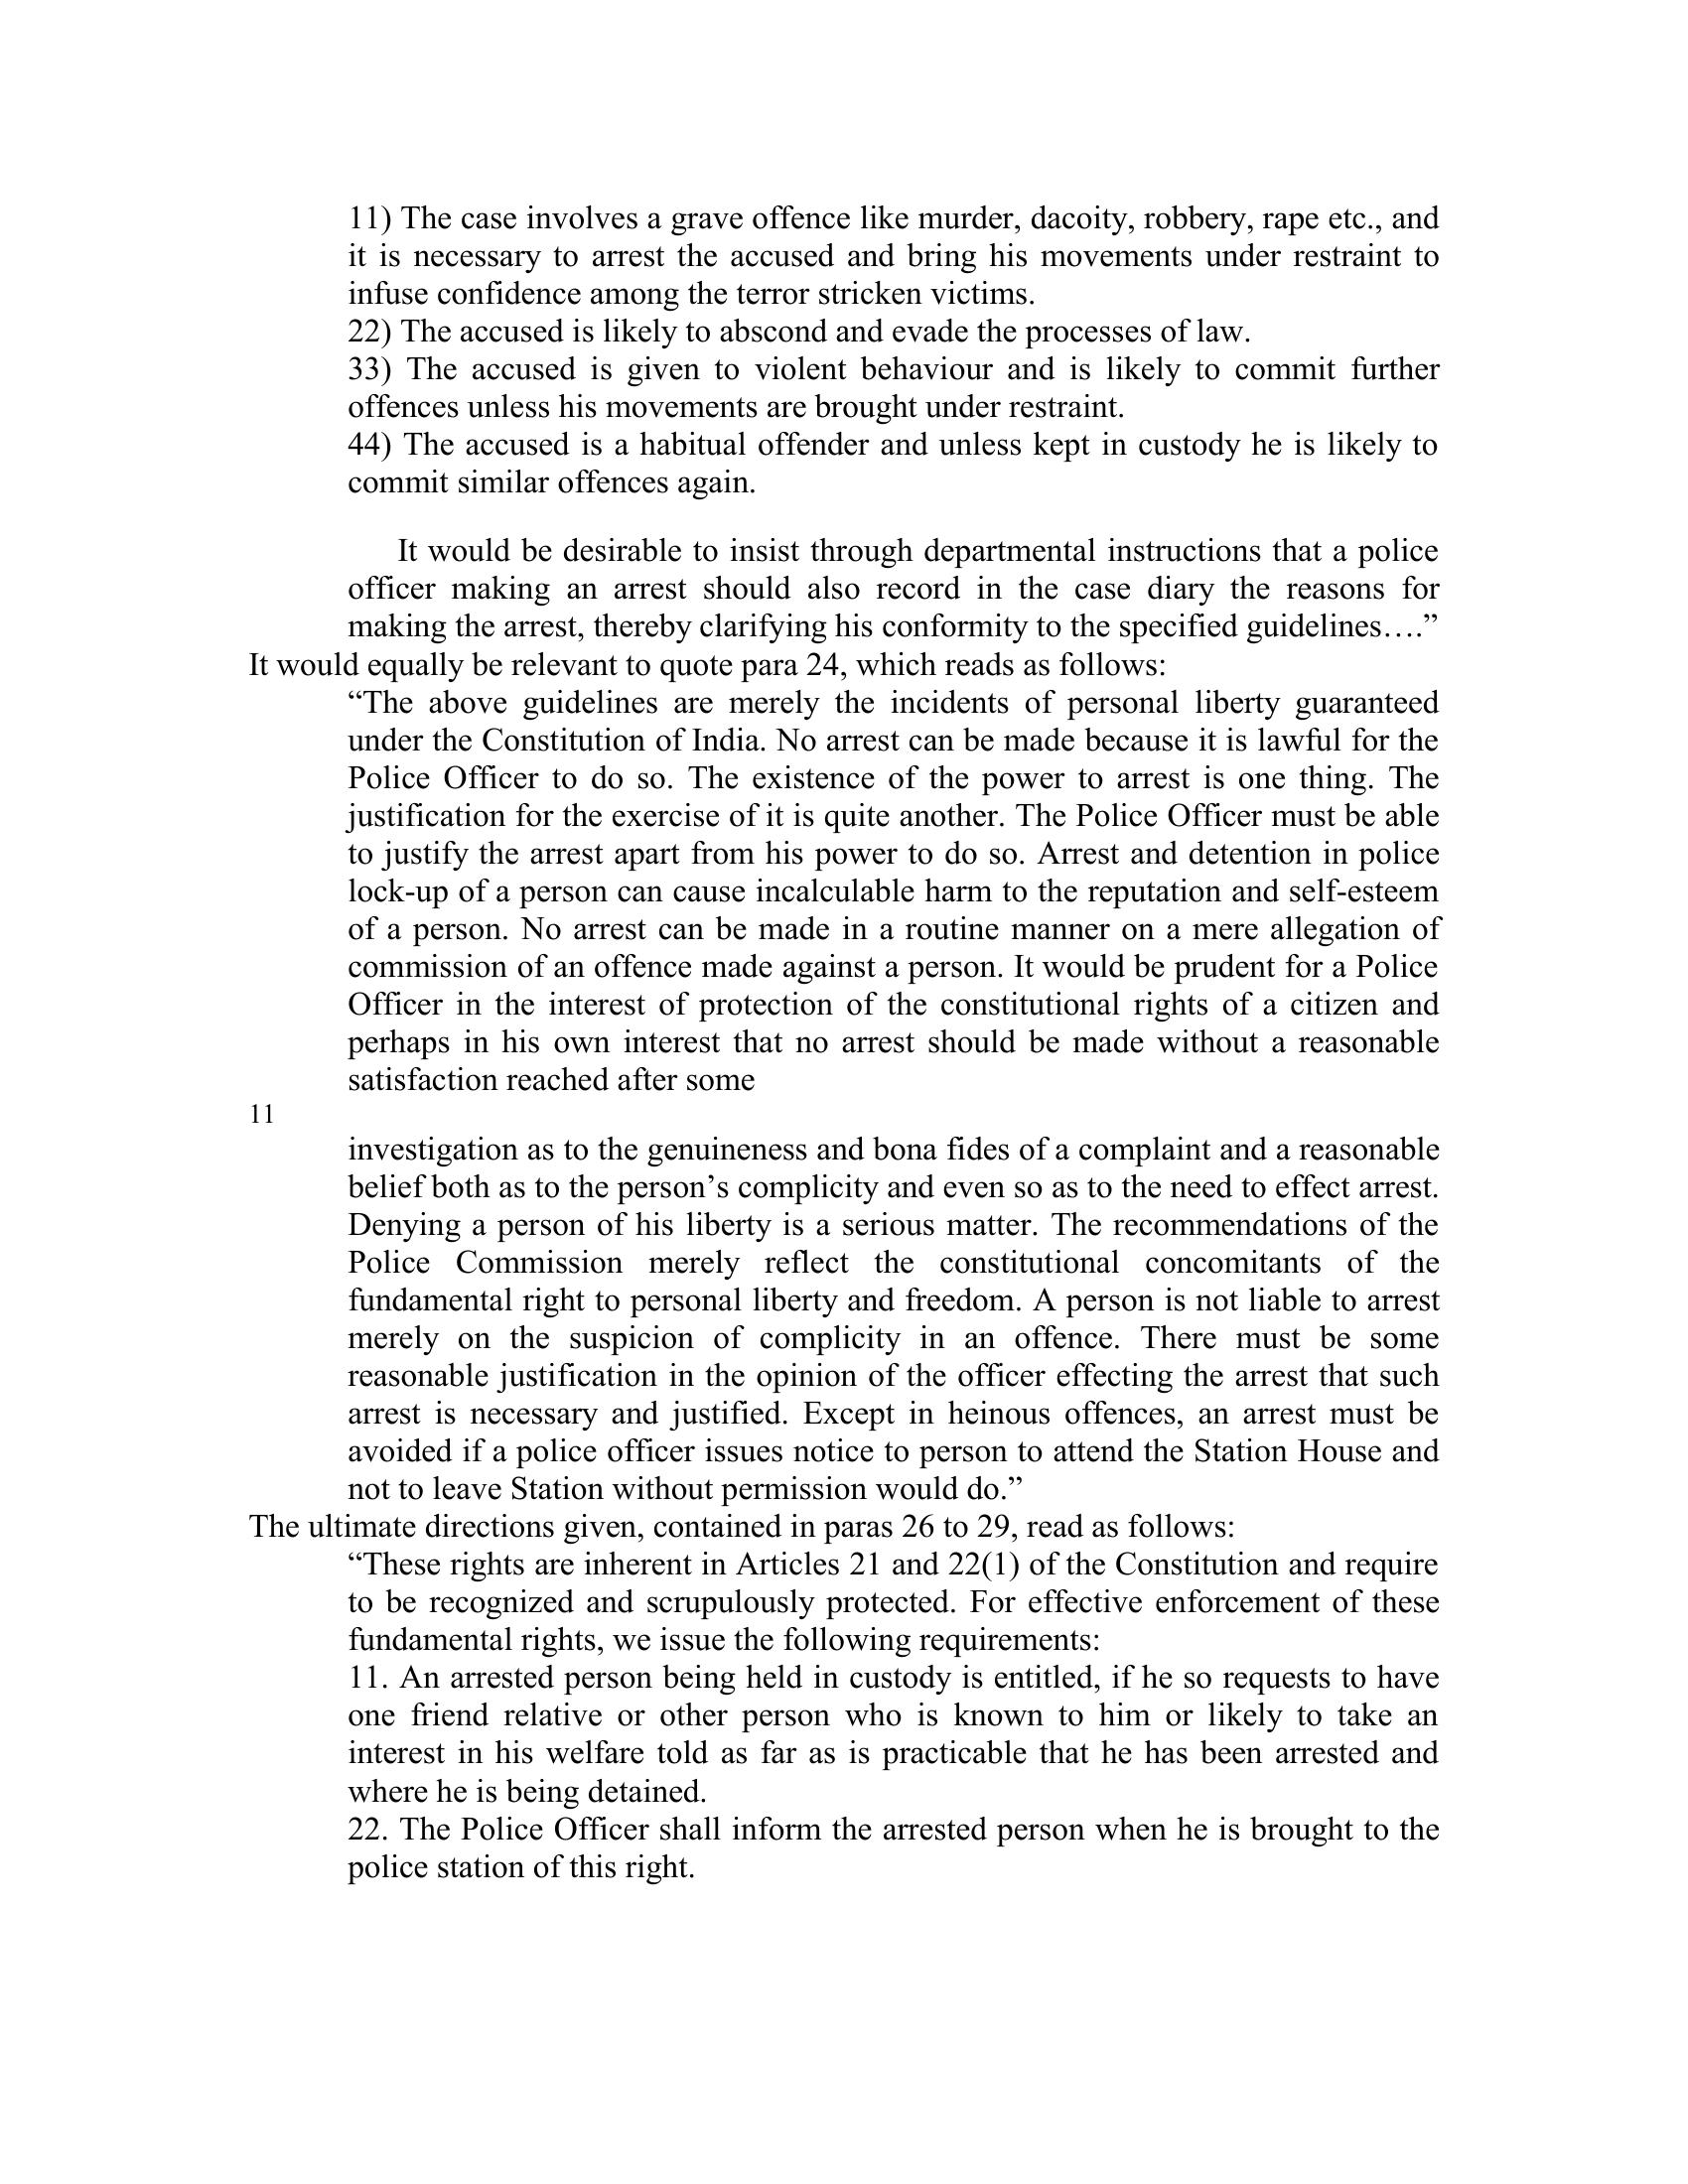 11) The case involves a grave offence like murder, dacoity, robbery, rape etc., and
it is necessary to arrest the accused and bring his movements under restraint to
infuse confidence among the terror stricken victims.
22) The accused is likely to abscond and evade the processes of law.
33) The accused is given to violent behaviour and is likely to commit further
offences unless his movements are brought under restraint.
44) The accused is a habitual offender and unless kept in custody he is likely to
commit similar offences again.
It would be desirable to insist through departmental instructions that a police
officer making an arrest should also record in the case diary the reasons for
making the arrest, thereby clarifying his conformity to the specified guidelines….”
It would equally be relevant to quote para 24, which reads as follows:
“The above guidelines are merely the incidents of personal liberty guaranteed
under the Constitution of India. No arrest can be made because it is lawful for the
Police Officer to do so. The existence of the power to arrest is one thing. The
justification for the exercise of it is quite another. The Police Officer must be able
to justify the arrest apart from his power to do so. Arrest and detention in police
lock-up of a person can cause incalculable harm to the reputation and self-esteem
of a person. No arrest can be made in a routine manner on a mere allegation of
commission of an offence made against a person. It would be prudent for a Police
Officer in the interest of protection of the constitutional rights of a citizen and
perhaps in his own interest that no arrest should be made without a reasonable
satisfaction reached after some
11
investigation as to the genuineness and bona fides of a complaint and a reasonable
belief both as to the person’s complicity and even so as to the need to effect arrest.
Denying a person of his liberty is a serious matter. The recommendations of the
Police Commission merely reflect the constitutional concomitants of the
fundamental right to personal liberty and freedom. A person is not liable to arrest
merely on the suspicion of complicity in an offence. There must be some
reasonable justification in the opinion of the officer effecting the arrest that such
arrest is necessary and justified. Except in heinous offences, an arrest must be
avoided if a police officer issues notice to person to attend the Station House and
not to leave Station without permission would do.”
The ultimate directions given, contained in paras 26 to 29, read as follows:
“These rights are inherent in Articles 21 and 22(1) of the Constitution and require
to be recognized and scrupulously protected. For effective enforcement of these
fundamental rights, we issue the following requirements:
11. An arrested person being held in custody is entitled, if he so requests to have
one friend relative or other person who is known to him or likely to take an
interest in his welfare told as far as is practicable that he has been arrested and
where he is being detained.
22. The Police Officer shall inform the arrested person when he is brought to the
police station of this right.